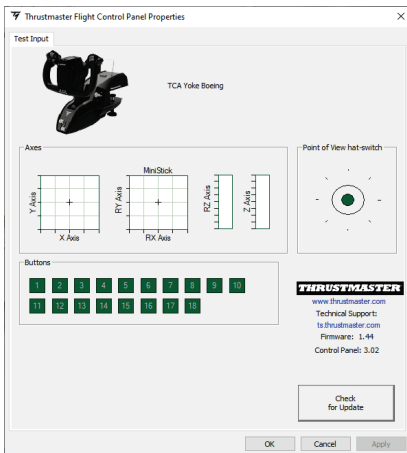 Thrustmaster Flight Control Panel Properties
Test Input
TCA Yoke Boeing
Axes
Point of View hat-switch
MiniStick
Y Axis
RY Axis
RZ Axis
Z Axis
X Axis
RX Axis
Buttons
1 2 3 4 5 6 7 8 9 10
11 12 13 14 15 16 17 18
THRUSTMASTER
www.thrustmaster.com
Technical Support:
ts.thrustmaster.com
Firmware: 1.44
Control Panel: 3.02
Check
for Update
OK Cancel Apply